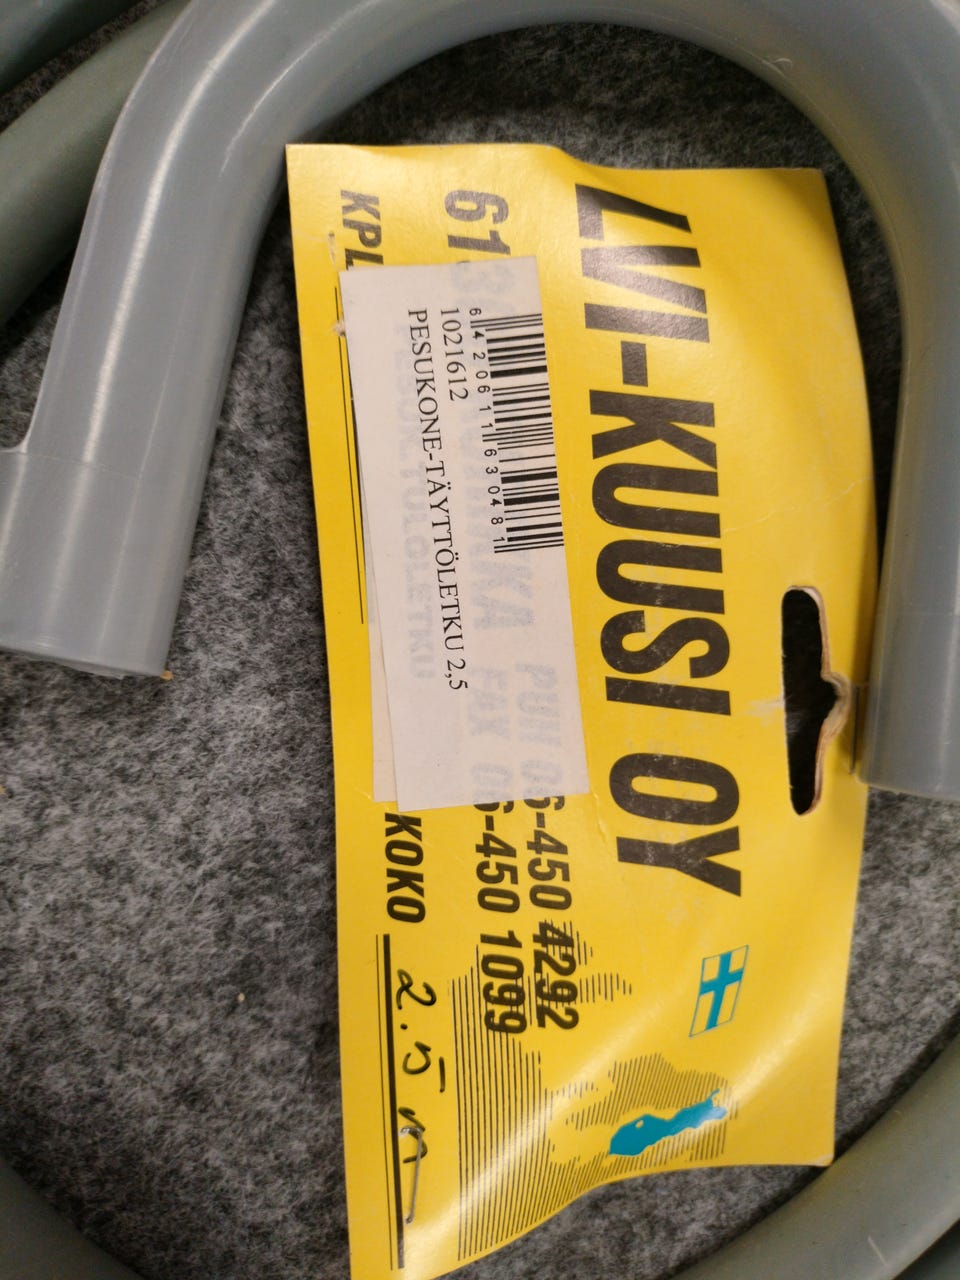 LVI-KUUSI OY
PUH 06-450 4292
FAX 06-450 1099
6420611630481
1021612
PESUKONE-TÄYTTÖLETKU 2,5
KPL
KOKO 2.5 m